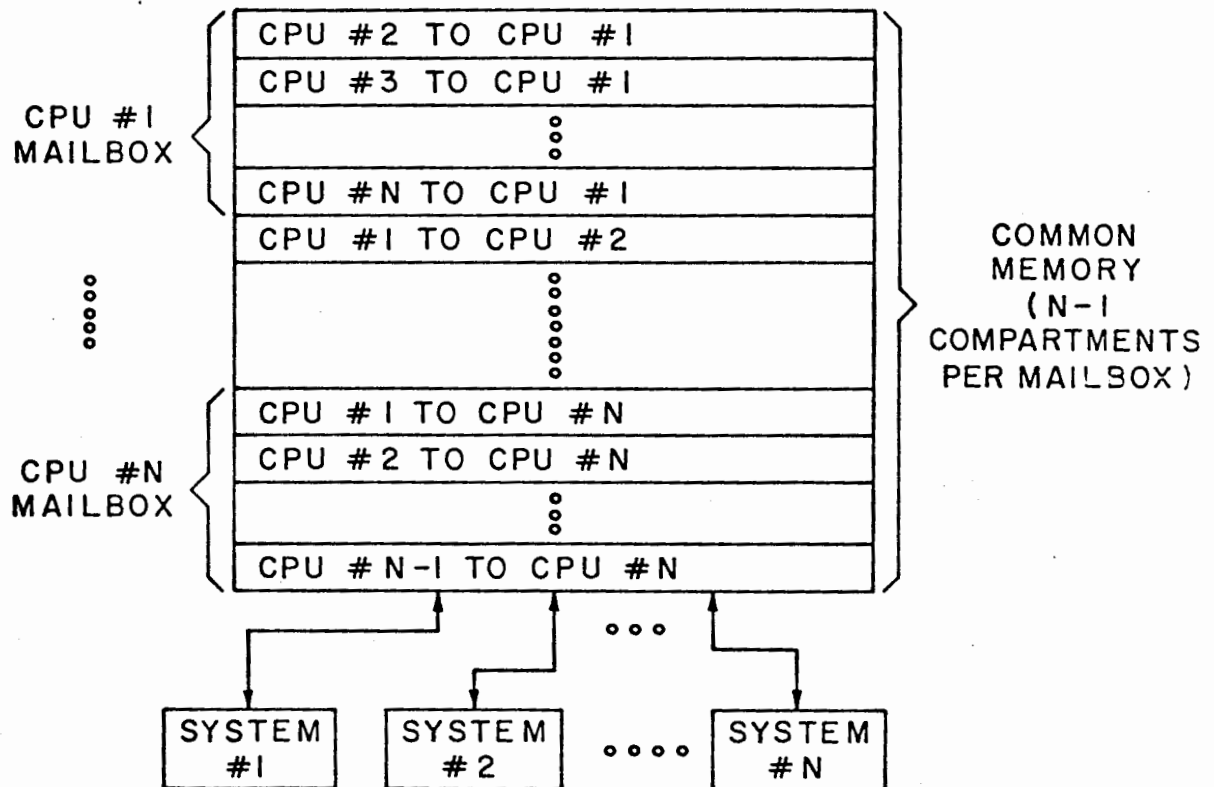 CPU #2 TO CPU #1
CPU #3 TO CPU #1
CPU #1
MAILBOX
CPU #N TO CPU #1
CPU #1 TO CPU #2
COMMON
MEMORY
(N-1
COMPARTMENTS
PER MAILBOX)
CPU #1 TO CPU #N
CPU #2 TO CPU #N
CPU #N
MAILBOX
CPU #N-1 TO CPU #N
SYSTEM
#1
SYSTEM
#2
SYSTEM
#N